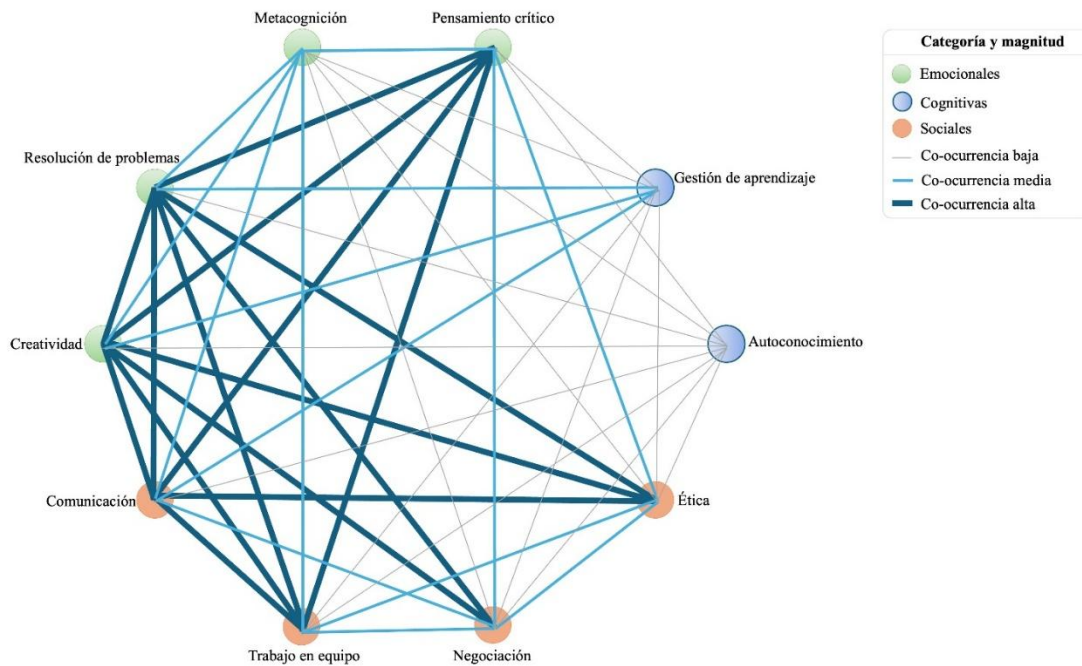 Metacognición
Pensamiento crítico
Categoría y magnitud
Emocionales
Cognitivas
Sociales
Co-ocurrencia baja
Co-ocurrencia media
Co-ocurrencia alta
Resolución de problemas
Gestión de aprendizaje
Creatividad
Autoconocimiento
Comunicación
Ética
Trabajo en equipo
Negociación